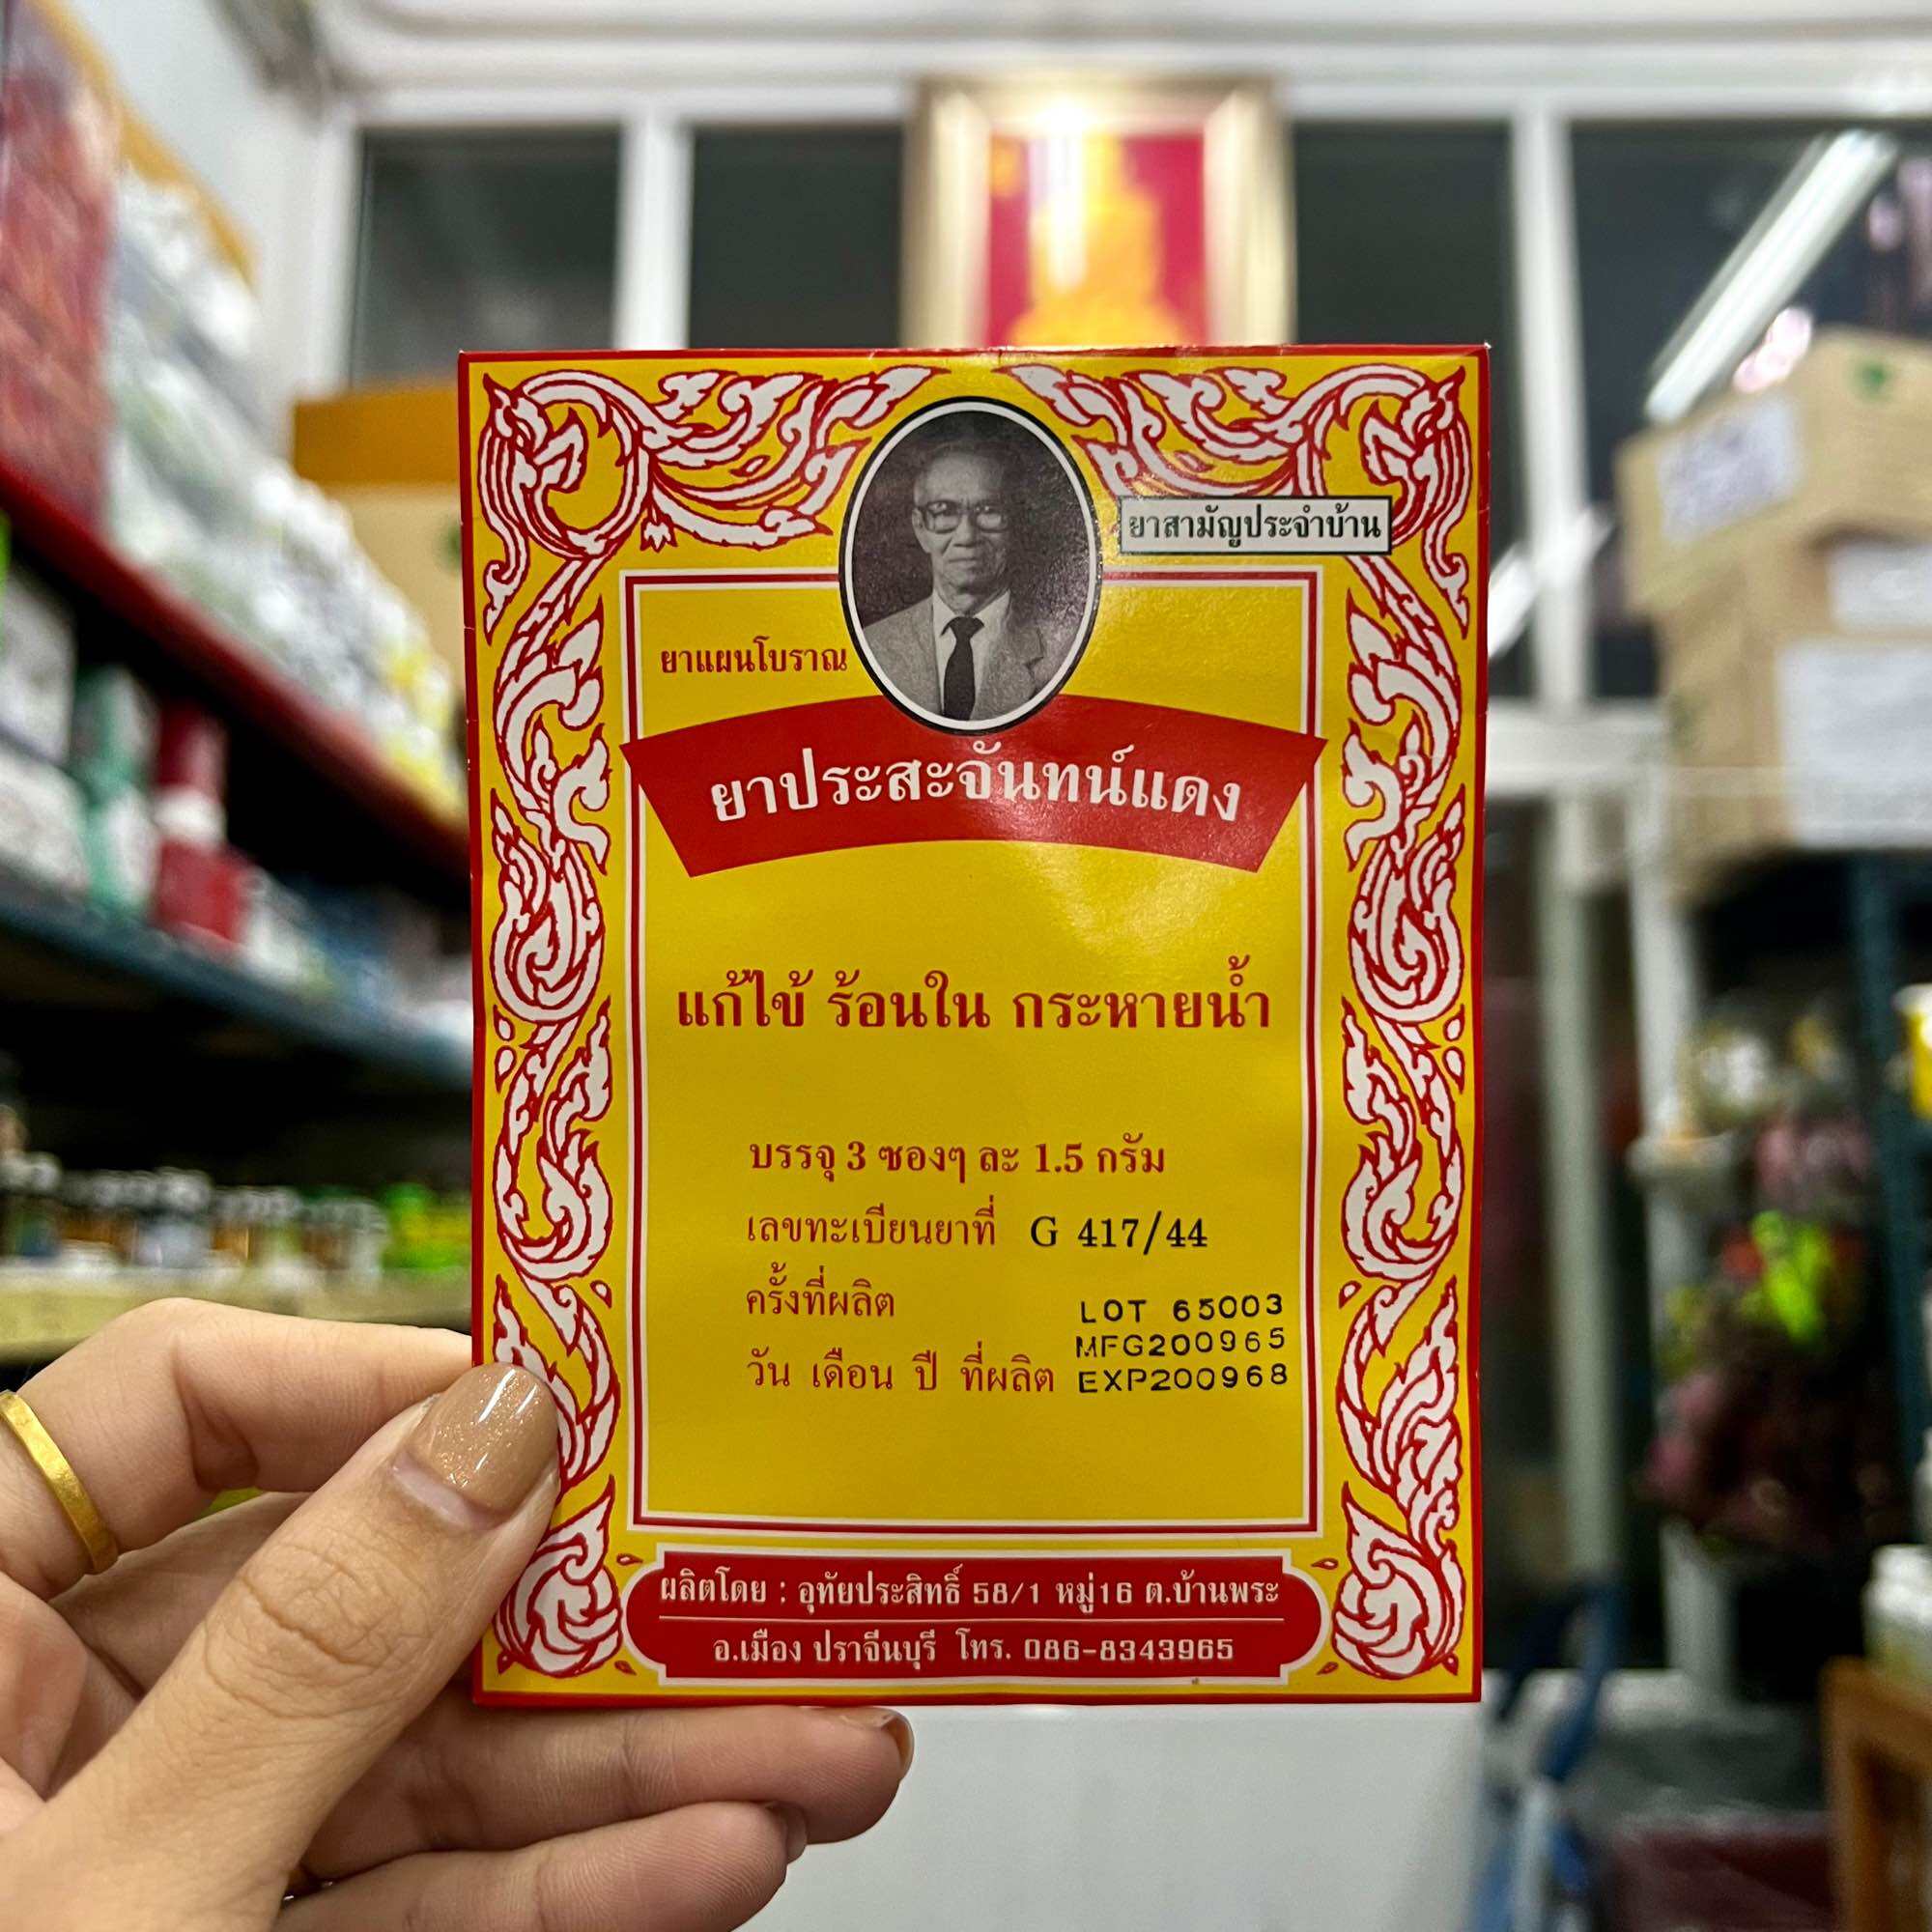 ยาสามัญประจำบ้าน
ยาแผนโบราณ
ยาประสะจันทน์แดง
แก้ไข้ ร้อนใน กระหายน้ำ
บรรจุ 3 ซองๆ ละ 1.5 กรัม
เลขทะเบียนยาที่ G 417/44
ครั้งที่ผลิต LOT 65003
MFG200965
วัน เดือน ปี ที่ผลิต EXP200968
ผลิตโดย : อุทัยประสิทธิ์ 58/1 หมู่16 ต.บ้านพระ
อ.เมือง ปราจีนบุรี โทร. 086-8343965